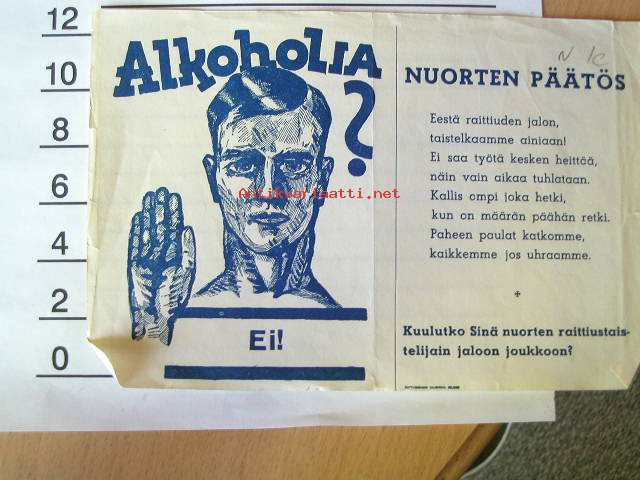 12
10
8
6
4
2
0
Alkoholia?
Ei!
Antikvariaatti.net
NUORTEN PÄÄTÖS
Eestä raittiuden jalon,
taistelkaamme ainiaan!
Ei saa työtä kesken heittää,
näin vain aikaa tuhlataan.
Kallis ompi joka hetki,
kun on määrän päähän retki.
Paheen paulat katkomme,
kaikkemme jos uhraamme.
Kuulutko Sinä nuorten raittiustais-
telijain jaloon joukkoon?